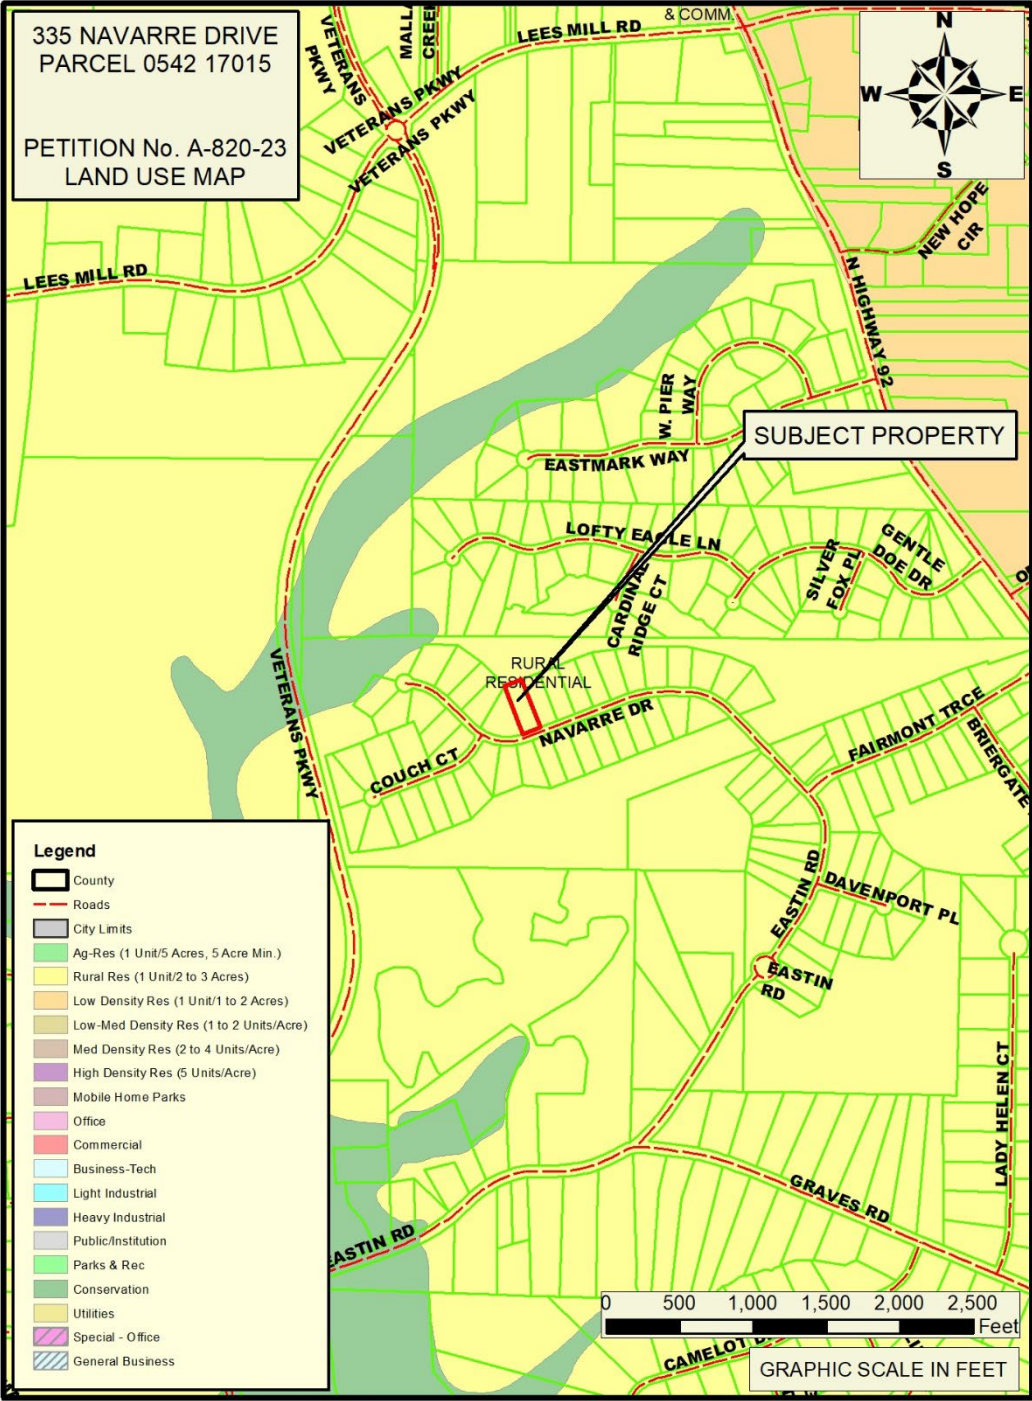 335 NAVARRE DRIVE
PARCEL 0542 17015
PETITION No. A-820-23
LAND USE MAP
VETERANS
PKWY
MALLA
CREEK
LEES MILL RD
& COMM.
N
W
E
S
VETERANS PKWY
VETERANS PKWY
NEW HOPE
CIR
LEES MILL RD
N HIGHWAY 92
W. PIER
WAY
SUBJECT PROPERTY
EASTMARK WAY
LOFTY EAGLE LN
SILVER
FOX PL
GENTLE
DOE DR
CARDINAL
RIDGE CT
RURAL
RESIDENTIAL
VETERANS PKWY
NAVARRE DR
COUCH CT
FAIRMONT TRCE
BRIERGATE
EASTIN RD
DAVENPORT PL
EASTIN
RD
LADY HELEN CT
GRAVES RD
EASTIN RD
CAMELOT D
Legend
County
Roads
City Limits
Ag-Res (1 Unit/5 Acres, 5 Acre Min.)
Rural Res (1 Unit/2 to 3 Acres)
Low Density Res (1 Unit/1 to 2 Acres)
Low-Med Density Res (1 to 2 Units/Acre)
Med Density Res (2 to 4 Units/Acre)
High Density Res (5 Units/Acre)
Mobile Home Parks
Office
Commercial
Business-Tech
Light Industrial
Heavy Industrial
Public/Institution
Parks & Rec
Conservation
Utilities
Special - Office
General Business
0 500 1,000 1,500 2,000 2,500
Feet
GRAPHIC SCALE IN FEET